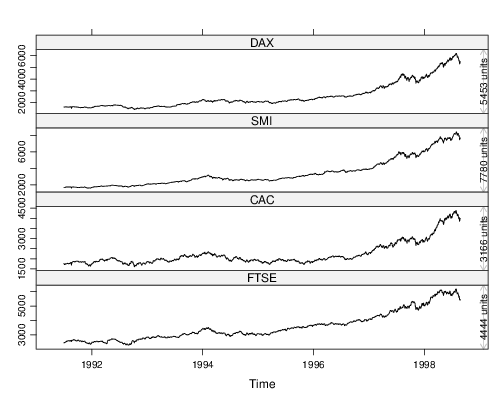 DAX
2000 4000 6000
5453 units
SMI
2000 6000
7780 units
CAC
1500 3000 4500
3166 units
FTSE
3000 5000
4444 units
1992 1994 1996 1998
Time